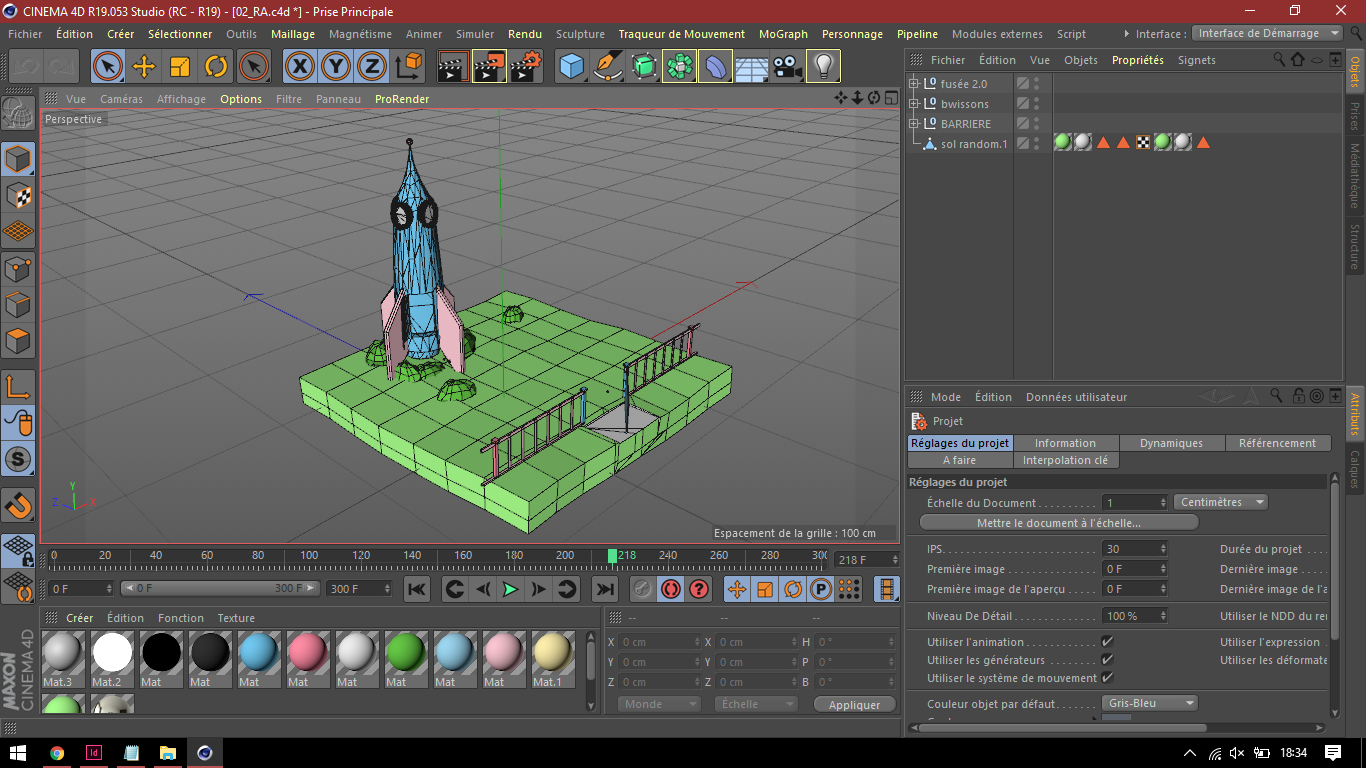 CINEMA 4D R19.053 Studio (RC - R19) - [02_RA.c4d *] - Prise Principale
Fichier Édition Créer Sélectionner Outils Maillage Magnétisme Animer Simuler Rendu Sculpture Traqueur de Mouvement MoGraph Personnage Pipeline Modules externes Script Interface : Interface de Démarrage
X Y Z
Vue Caméras Affichage Options Filtre Panneau ProRender
Perspective
Y
Z X
Espacement de la grille : 100 cm
Fichier Édition Vue Objets Propriétés Signets
fusée 2.0
bwissons
BARRIERE
sol random.1
Objets
Prises
Médiathèque
Structure
Mode Édition Données utilisateur
Projet
Réglages du projet Information Dynamiques Référencement
A faire Interpolation clé
Réglages du projet
Échelle du Document 1 Centimètres
Mettre le document à l'échelle...
IPS 30 Durée du projet
Première image 0 F Dernière image
Première image de l'aperçu 0 F Dernière image de l'a
Niveau De Détail 100 % Utiliser le NDD du re
Utiliser l'animation Utiliser l'expression
Utiliser les générateurs Utiliser les déformate
Utiliser le système de mouvement
Couleur objet par défaut Gris-Bleu
Attributs
Calques
0 20 40 60 80 100 120 140 160 180 200 218 240 260 280 300 218 F
0 F 0 F 300 F 300 F
Créer Édition Fonction Texture
Mat.3 Mat.2 Mat Mat Mat Mat Mat Mat Mat Mat Mat.1
-- -- --
X 0 cm X 0 cm H 0 °
Y 0 cm Y 0 cm P 0 °
Z 0 cm Z 0 cm B 0 °
Monde Échelle Appliquer
MAXON
CINEMA 4D
Id
18:34